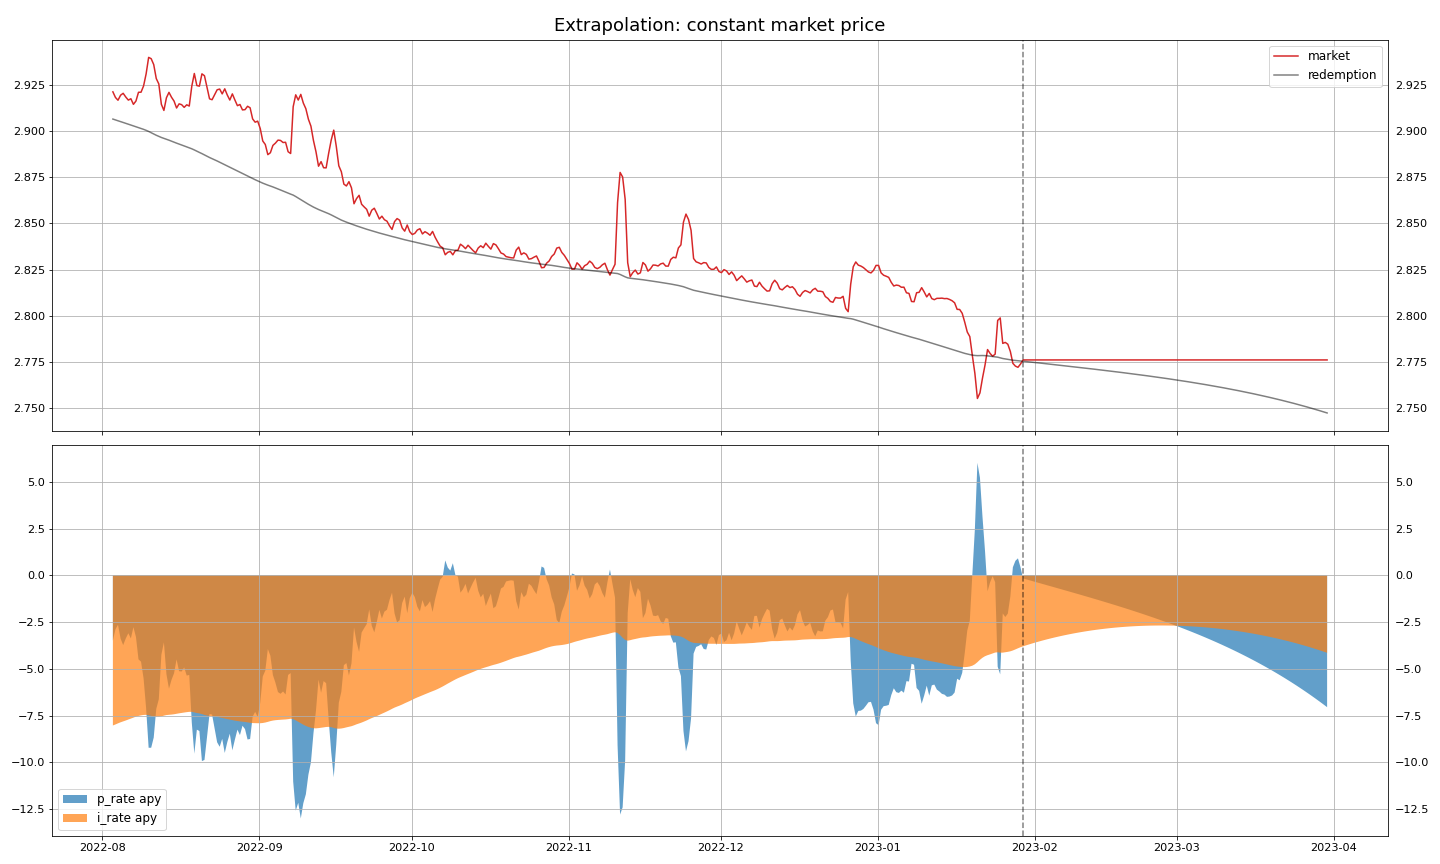 Extrapolation: constant market price
market
redemption
2.925 2.925
2.900 2.900
2.875 2.875
2.850 2.850
2.825 2.825
2.800 2.800
2.775 2.775
2.750 2.750
5.0 5.0
2.5 2.5
0.0 0.0
−2.5 −2.5
−5.0 −5.0
−7.5 −7.5
−10.0 −10.0
−12.5 −12.5
p_rate apy
i_rate apy
2022-08 2022-09 2022-10 2022-11 2022-12 2023-01 2023-02 2023-03 2023-04